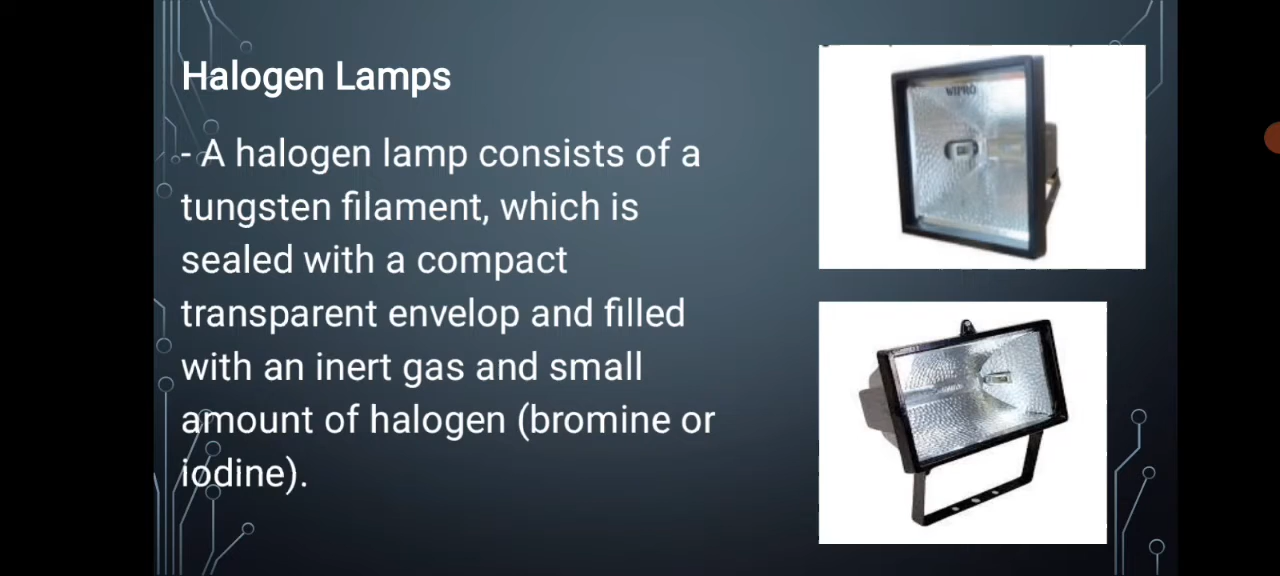 Halogen Lamps
- A halogen lamp consists of a
tungsten filament, which is
sealed with a compact
transparent envelop and filled
with an inert gas and small
amount of halogen (bromine or
iodine).
WIPRO